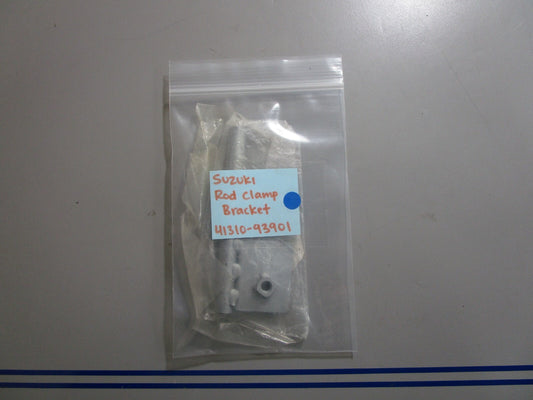 Suzuki
Rod Clamp
Bracket
41310-93901